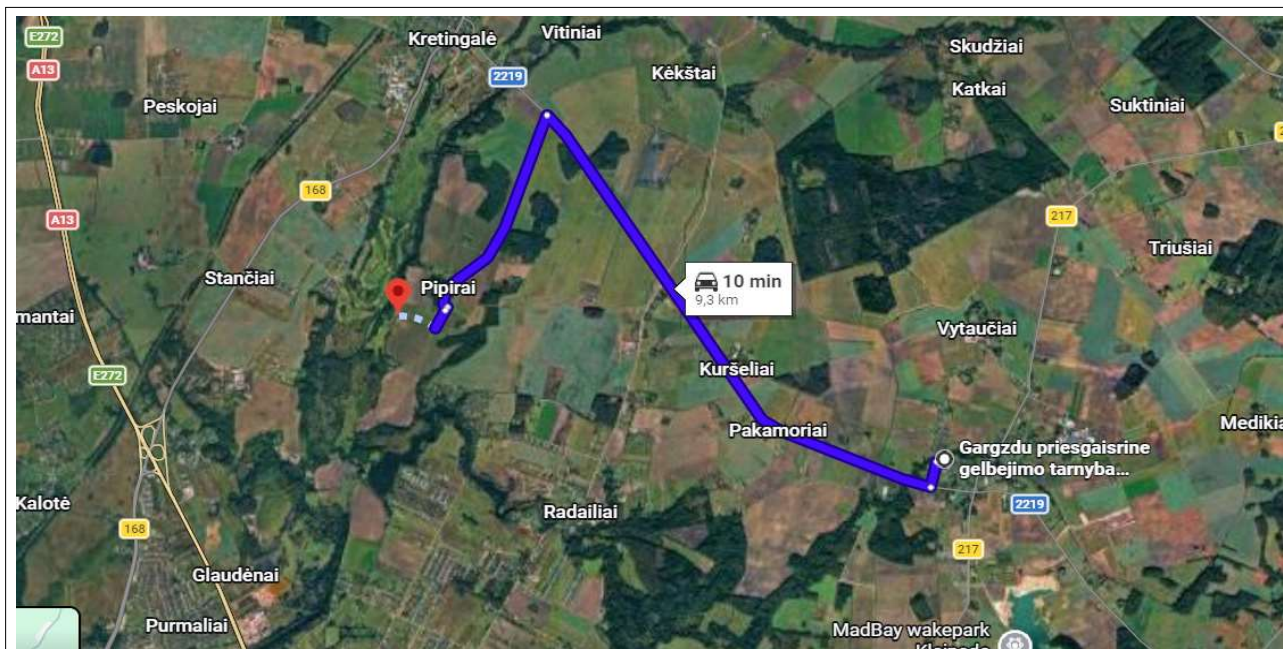 E272
A13
Kretingalė
Vitiniai
2219
Kėkštai
Skudžiai
Katkai
Suktiniai
Peskojai
168
A13
217
Triušiai
Stančiai
Pipirai
10 min
9,3 km
mantai
Vytaučiai
E272
Kuršeliai
Pakamoriai
Medikia
Gargzdu priesgaisrine
gelbejimo tarnyba...
Kalotė
168
Radailiai
2219
217
Glaudėnai
Purmaliai
MadBay wakepark